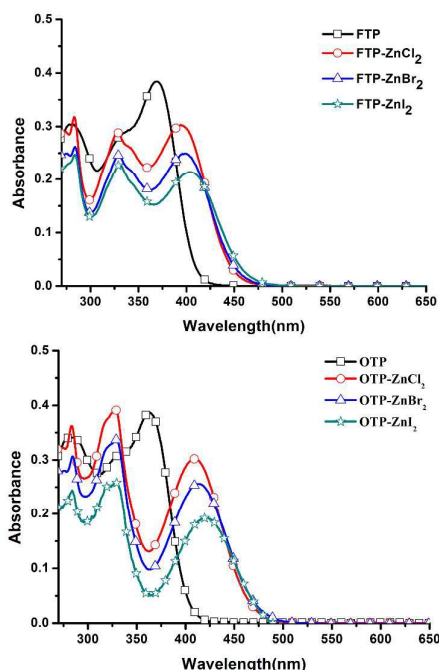 FTP
FTP-ZnCl2
FTP-ZnBr2
FTP-ZnI2
0.5
0.4
0.3
0.2
0.1
0.0
Absorbance
300 350 400 450 500 550 600 650
Wavelength(nm)
OTP
OTP-ZnCl2
OTP-ZnBr2
OTP-ZnI2
0.5
0.4
0.3
0.2
0.1
0.0
Absorbance
300 350 400 450 500 550 600 650
Wavelength(nm)